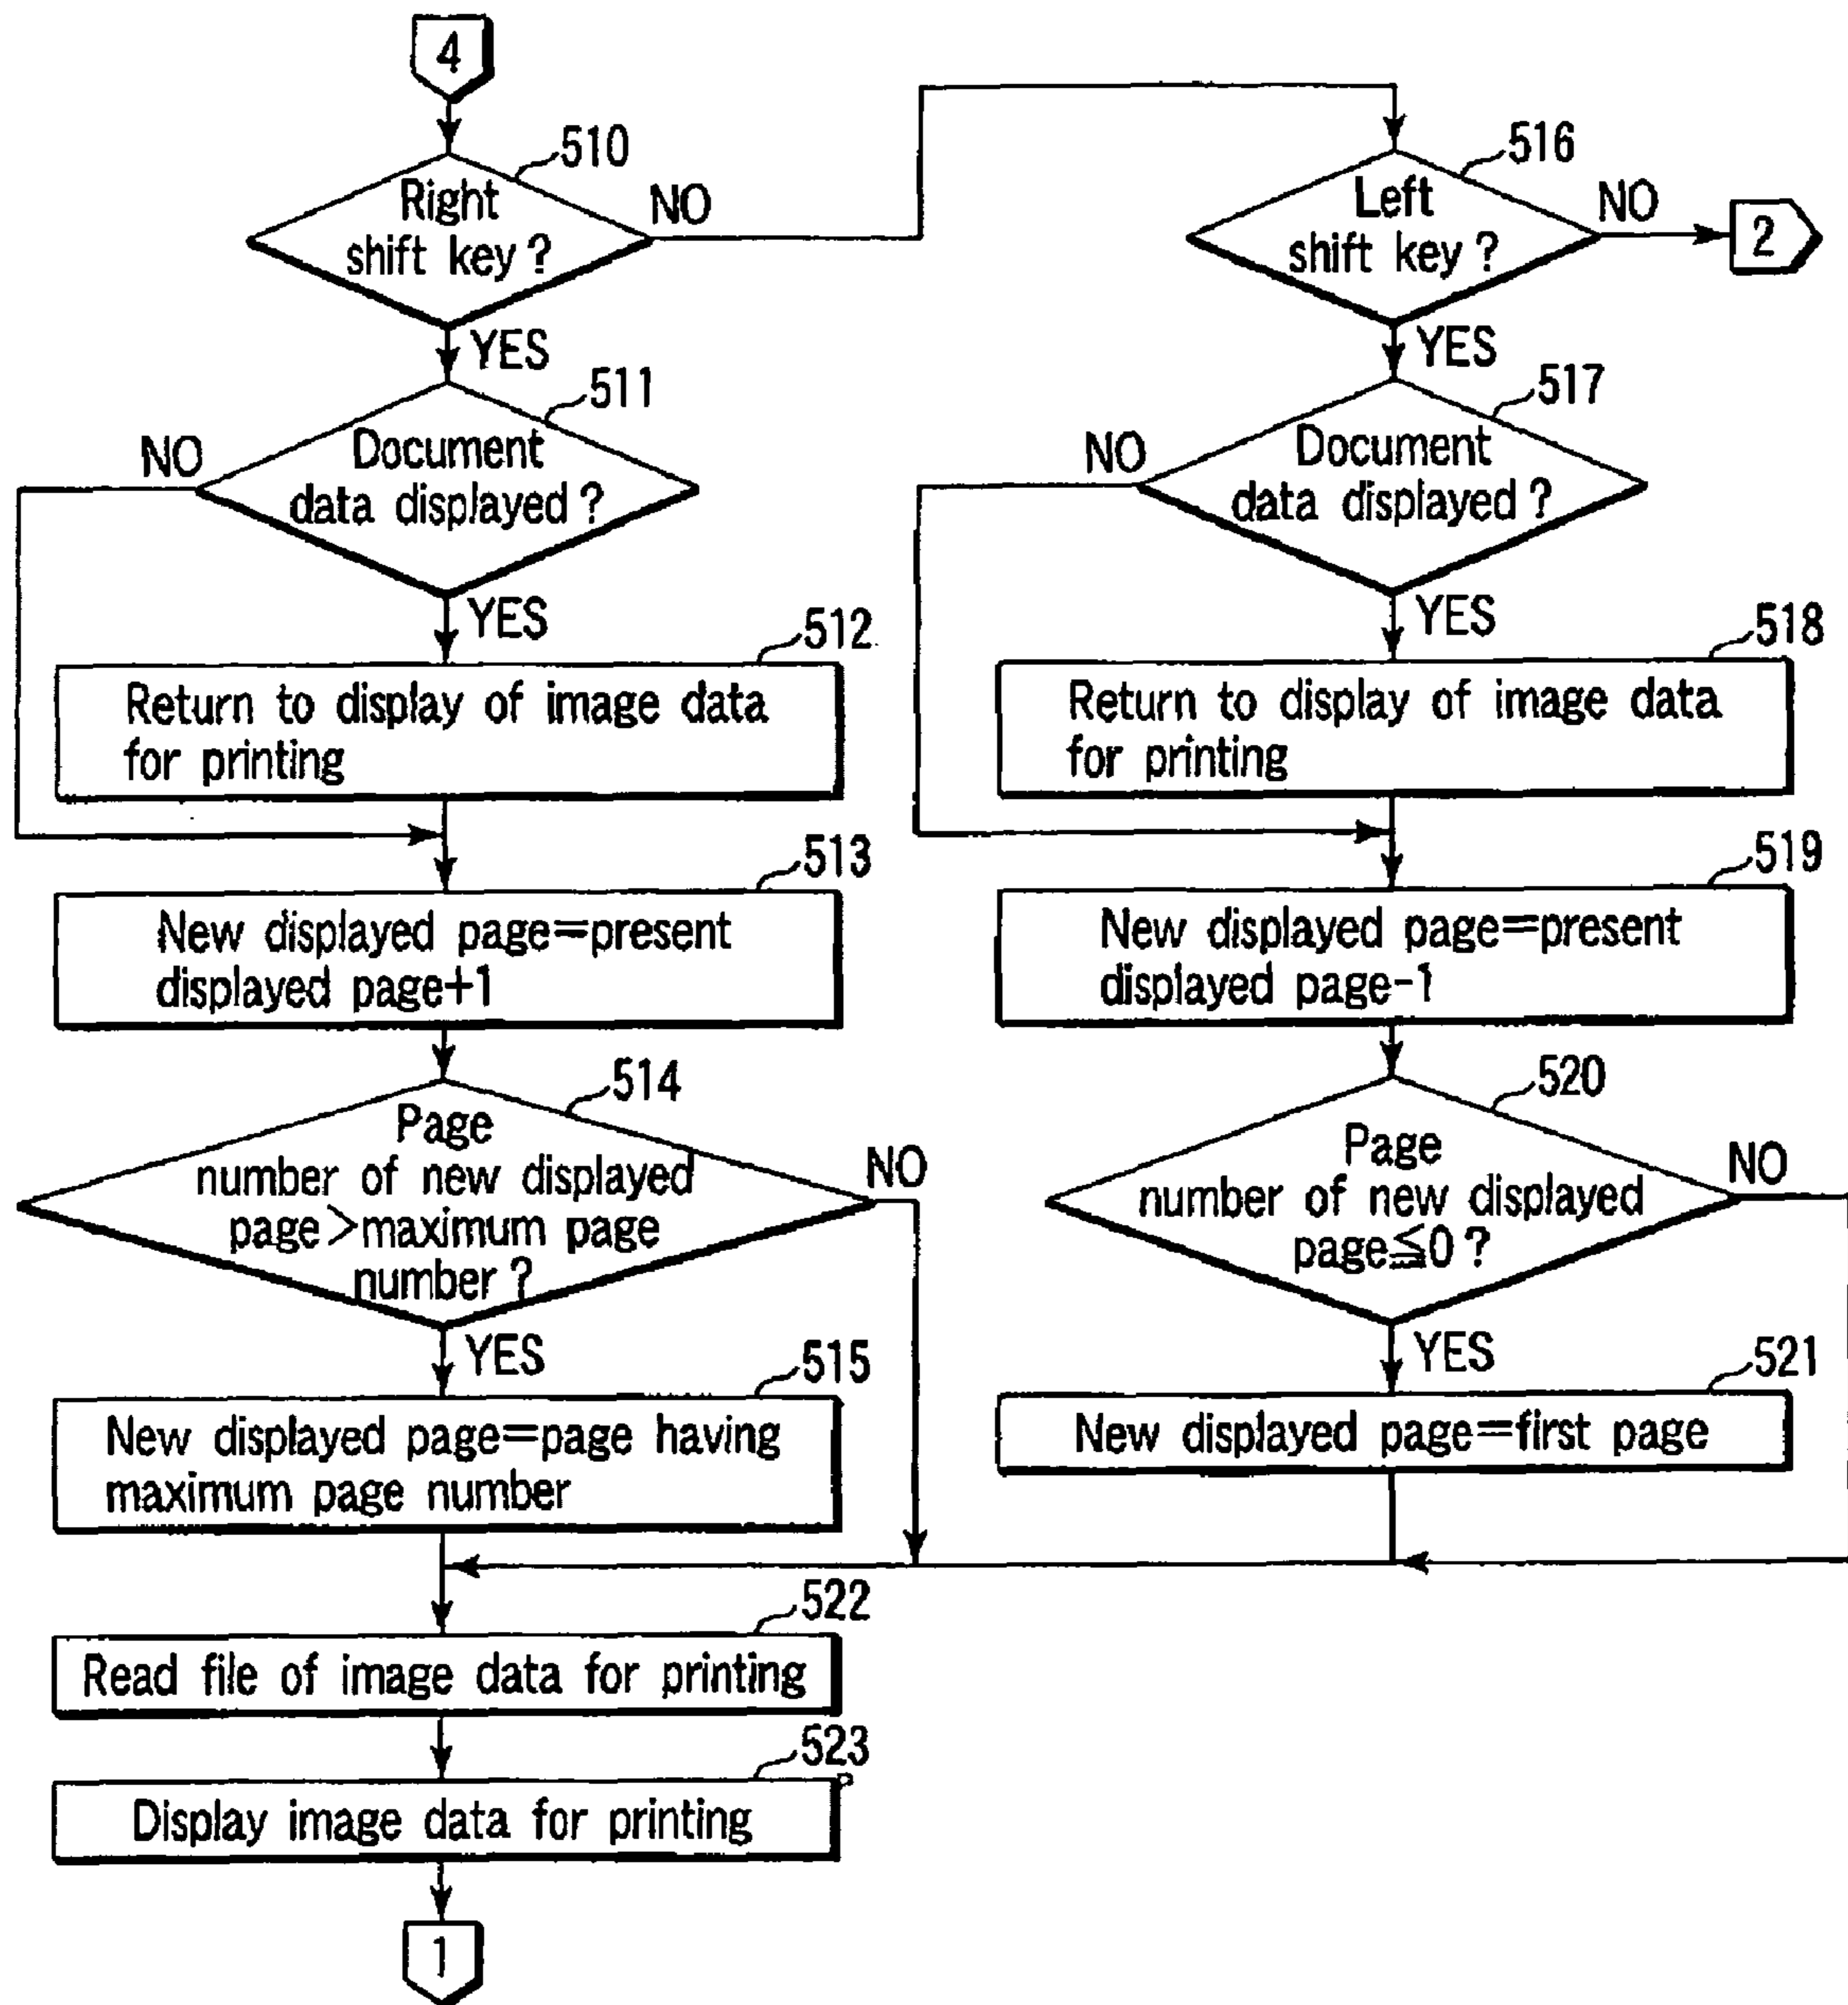 4
510
Right
shift key?
NO
YES
511
Document
data displayed?
NO
YES
512
Return to display of image data
for printing
513
New displayed page=present
displayed page+1
514
Page
number of new displayed
page>maximum page
number?
NO
YES
515
New displayed page=page having
maximum page number
516
Left
shift key?
NO
2
YES
517
Document
data displayed?
NO
YES
518
Return to display of image data
for printing
519
New displayed page=present
displayed page-1
520
Page
number of new displayed
page≦0?
NO
YES
521
New displayed page=first page
522
Read file of image data for printing
523
Display image data for printing
1